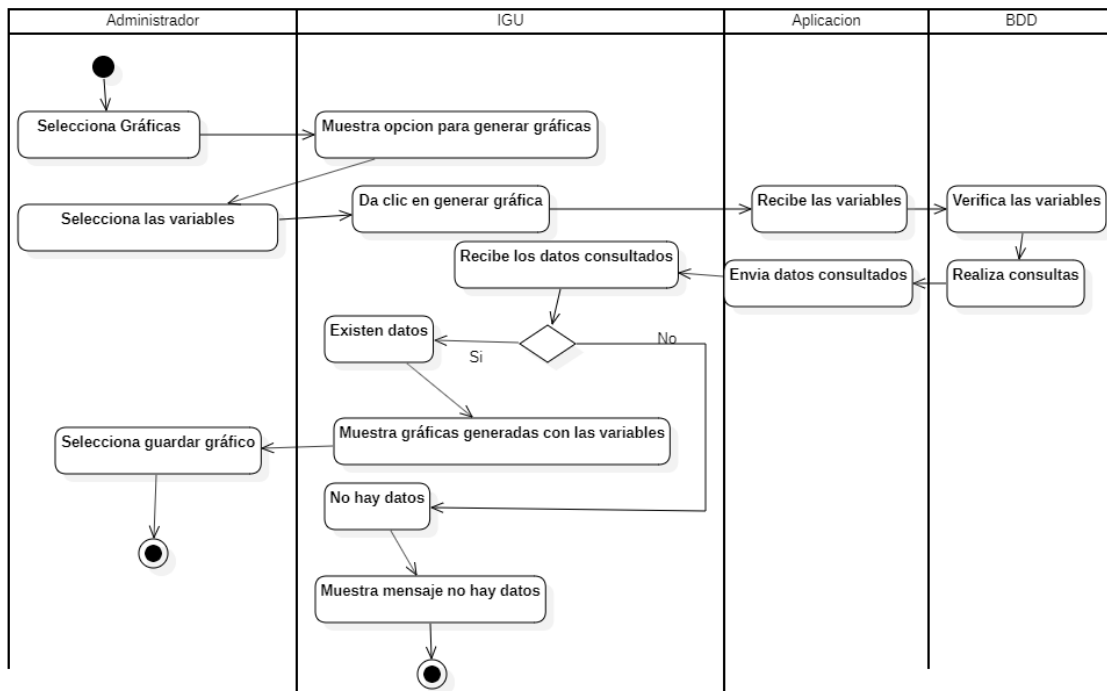 Administrador
IGU
Aplicacion
BDD
Selecciona Gráficas
Muestra opcion para generar gráficas
Selecciona las variables
Da clic en generar gráfica
Recibe las variables
Verifica las variables
Recibe los datos consultados
Envia datos consultados
Realiza consultas
Existen datos
Si
No
Selecciona guardar gráfico
Muestra gráficas generadas con las variables
No hay datos
Muestra mensaje no hay datos